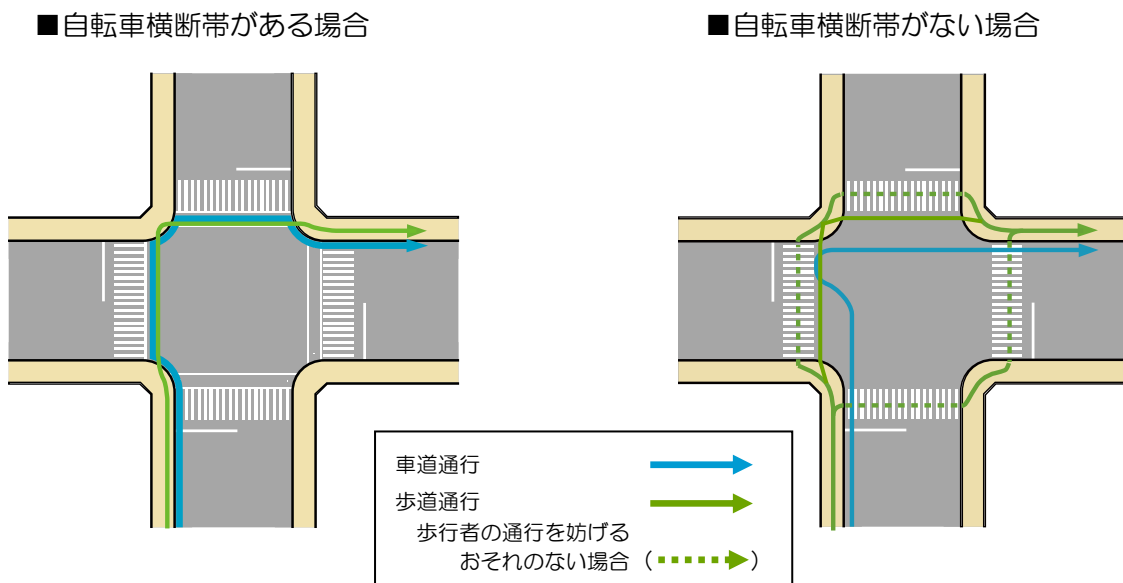 ■自転車横断帯がある場合
■自転車横断帯がない場合
車道通行
歩道通行
歩行者の通行を妨げる
おそれのない場合( )